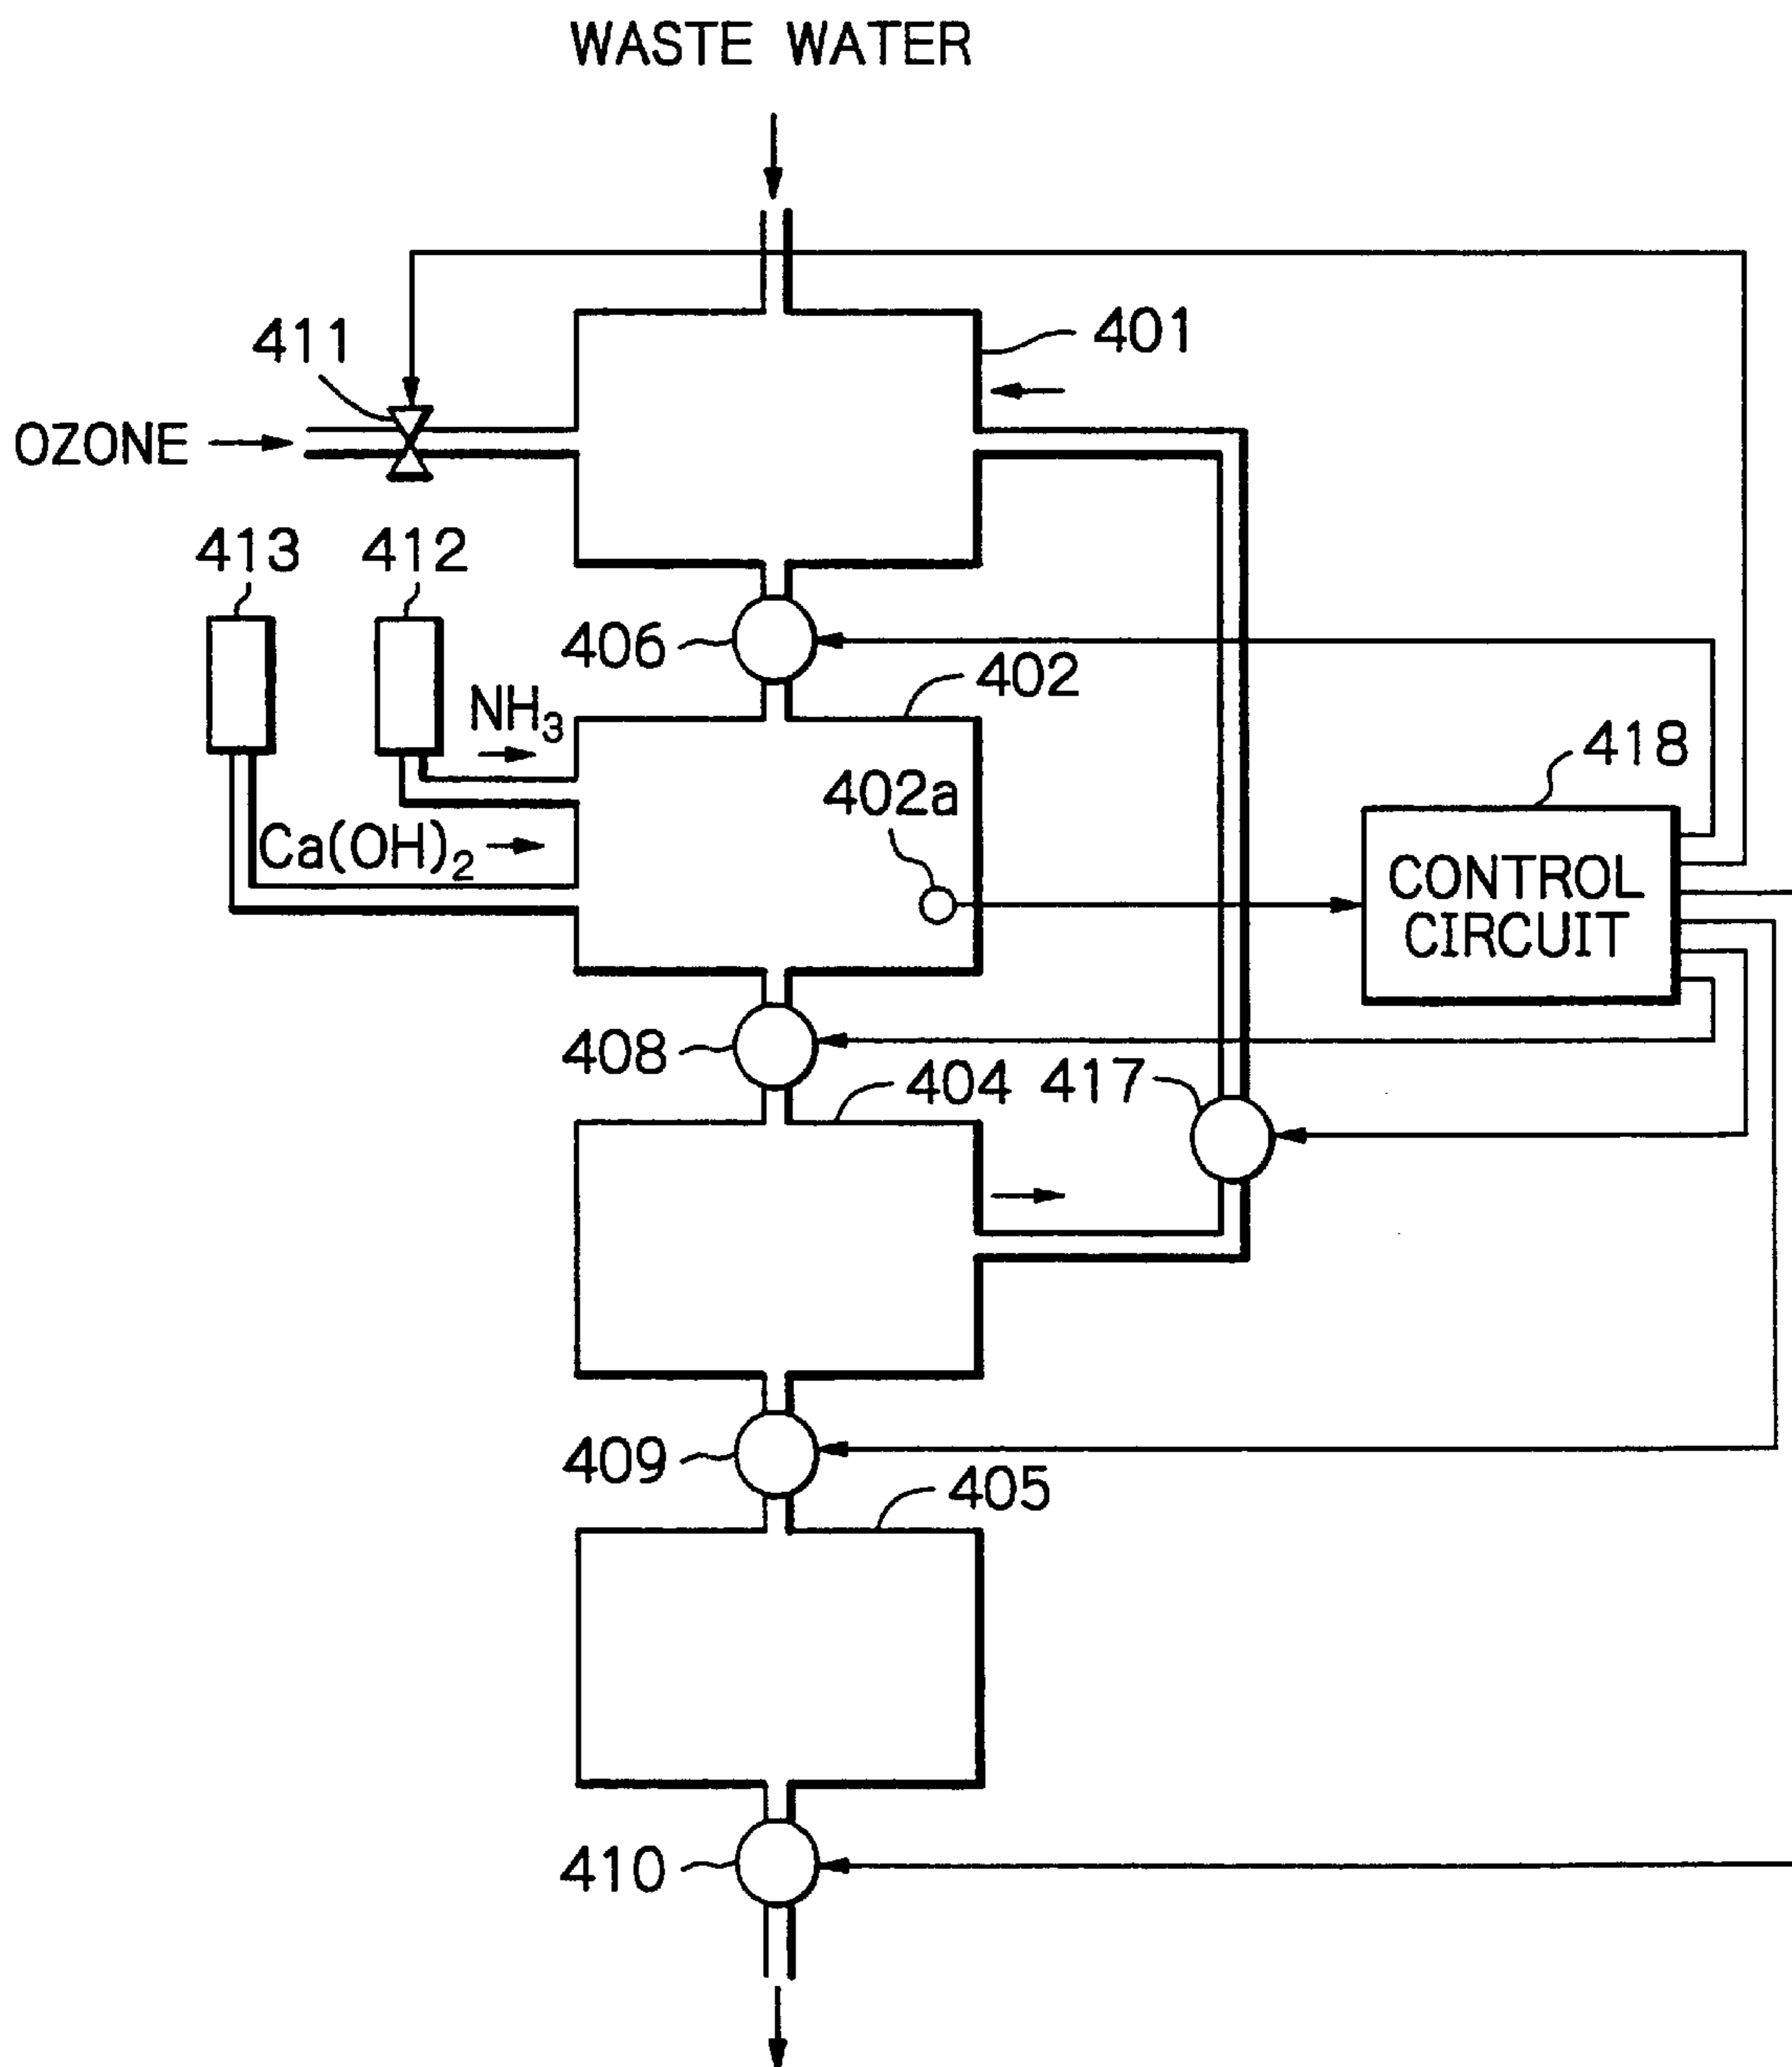 WASTE WATER
411
401
OZONE
413
412
406
402
NH₃
418
402a
Ca(OH)₂
CONTROL
CIRCUIT
408
404
417
409
405
410